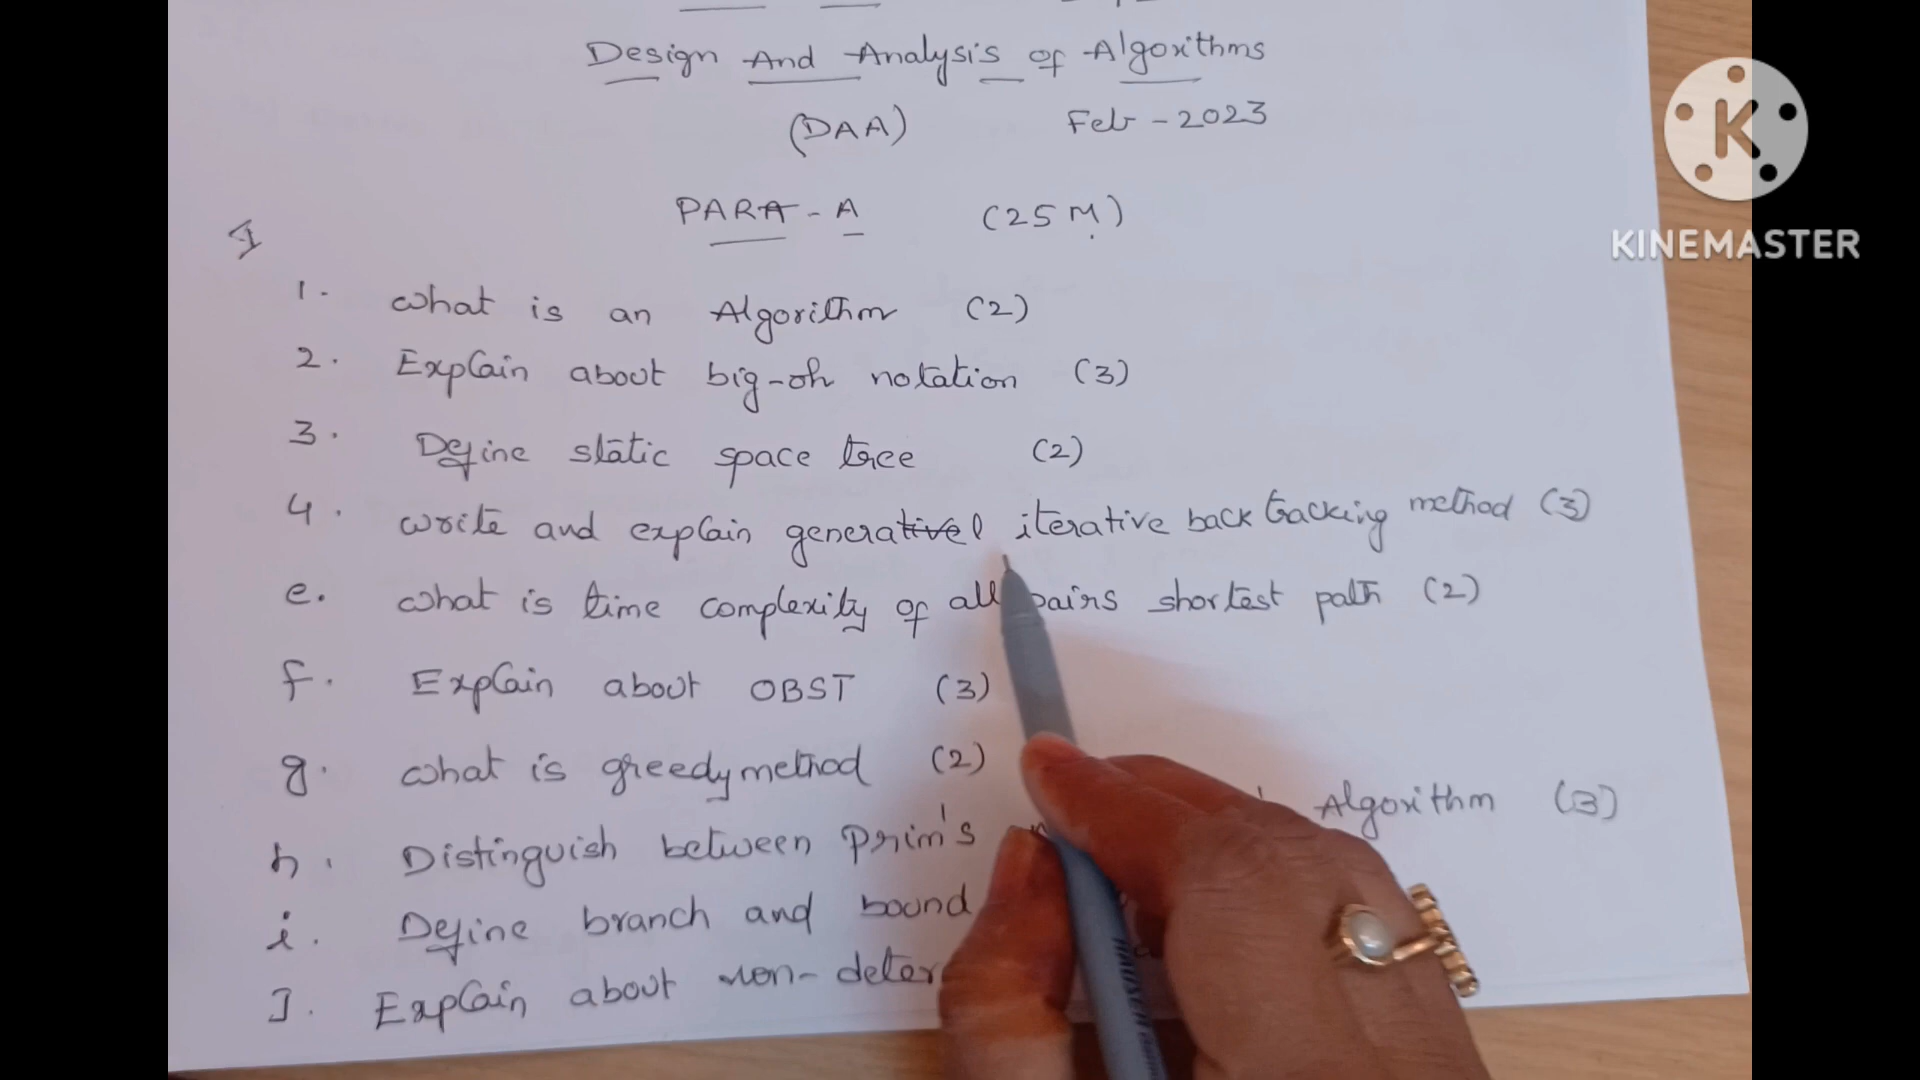 Design And Analysis of Algorithms
(DAA) Feb - 2023
PARA - A (25 M)
I
1. what is an Algorithm (2)
2. Explain about big-oh notation (3)
3. Define static space tree (2)
4. write and explain general iterative back tracking method (3)
e. what is time complexity of all pairs shortest path (2)
f. Explain about OBST (3)
g. what is greedy method (2)
h. Distinguish between Prim's Algorithm (3)
i. Define branch and bound
J. Explain about non-deter
K
KINEMASTER